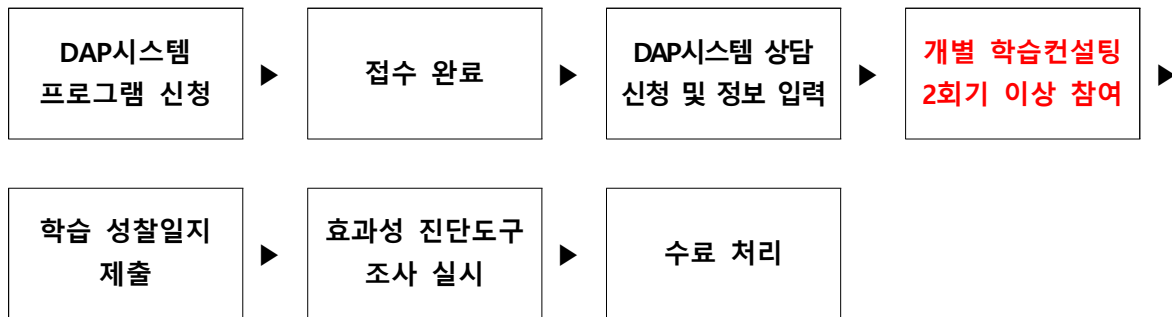 DAP시스템
프로그램 신청
▶
접수 완료
▶
DAP시스템 상담
신청 및 정보 입력
▶
개별 학습컨설팅
2회기 이상 참여
▶
학습 성찰일지
제출
▶
효과성 진단도구
조사 실시
▶
수료 처리